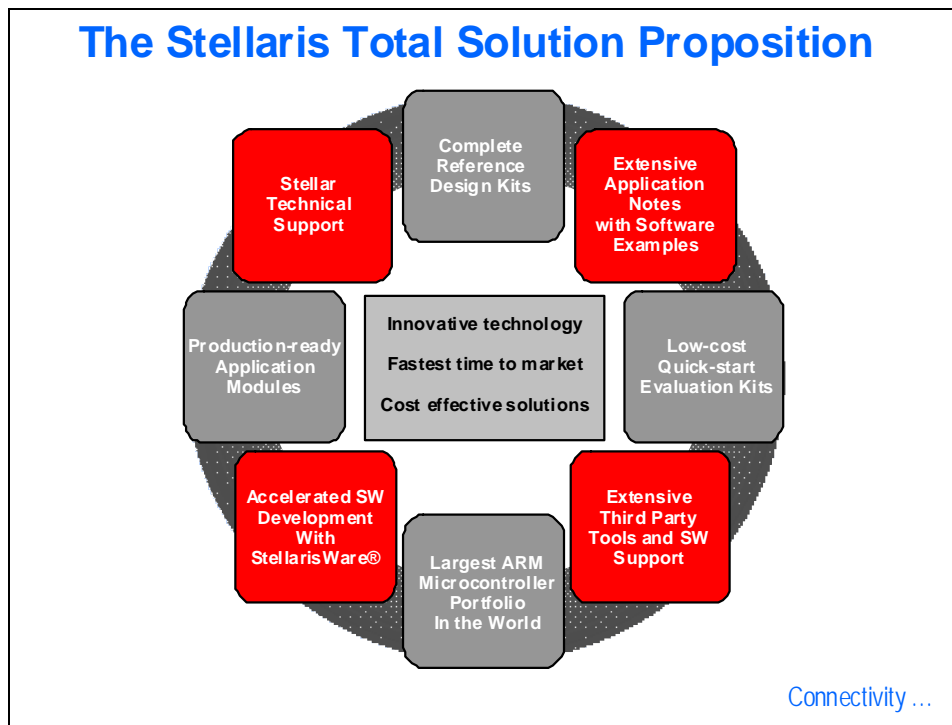 The Stellaris Total Solution Proposition
Complete
Reference
Design Kits
Extensive
Application
Notes
with Software
Examples
Stellar
Technical
Support
Production-ready
Application
Modules
Innovative technology
Fastest time to market
Cost effective solutions
Low-cost
Quick-start
Evaluation Kits
Accelerated SW
Development
With
StellarisWare®
Extensive
Third Party
Tools and SW
Support
Largest ARM
Microcontroller
Portfolio
In the World
Connectivity ...